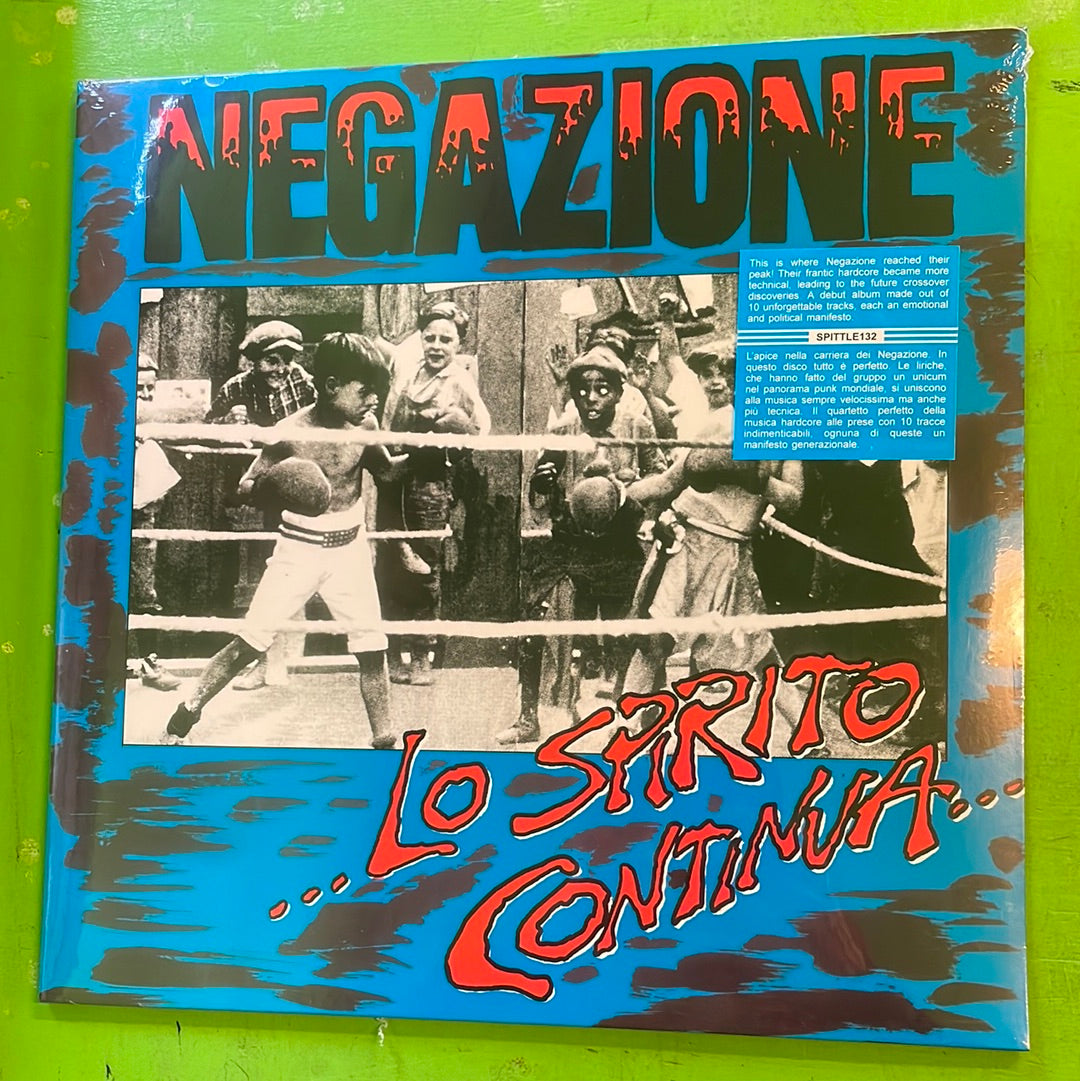 NEGAZIONE
This is where Negazione reached their
peak! Their frantic hardcore became more
technical, leading to the future crossover
discoveries. A debut album made out of
10 unforgettable tracks, each an emotional
and political manifesto.
SPITTLE132
L'apice nella carriera dei Negazione. In
questo disco tutto è perfetto. Le liriche,
che hanno fatto del gruppo un unicum
nel panorama punk mondiale, si uniscono
alla musica sempre velocissima ma anche
più tecnica. Il quartetto perfetto della
musica hardcore alle prese con 10 tracce
indimenticabili, ognuna di queste un
manifesto generazionale.
...LO SPIRITO
CONTINUA...